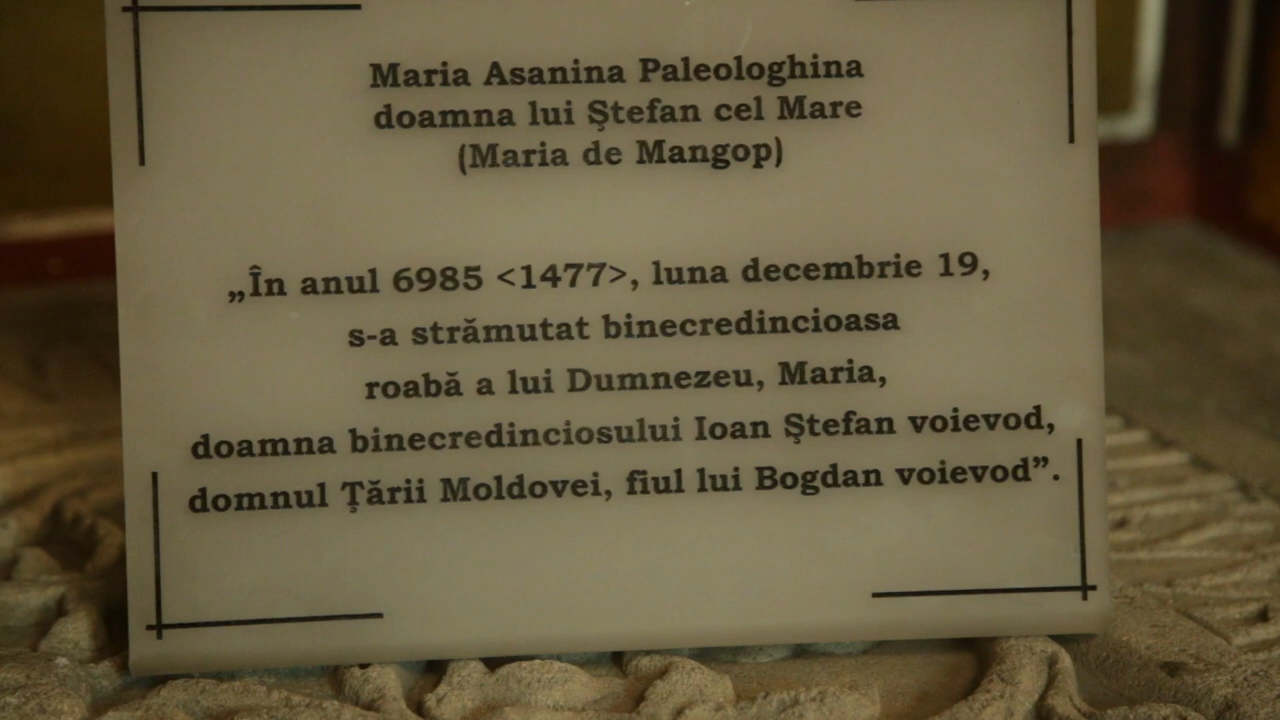 Maria Asanina Paleologhina
doamna lui Ştefan cel Mare
(Maria de Mangop)
„În anul 6985 <1477>, luna decembrie 19,
s-a strămutat binecredincioasa
roabă a lui Dumnezeu, Maria,
doamna binecredinciosului Ioan Ştefan voievod,
domnul Ţării Moldovei, fiul lui Bogdan voievod”.